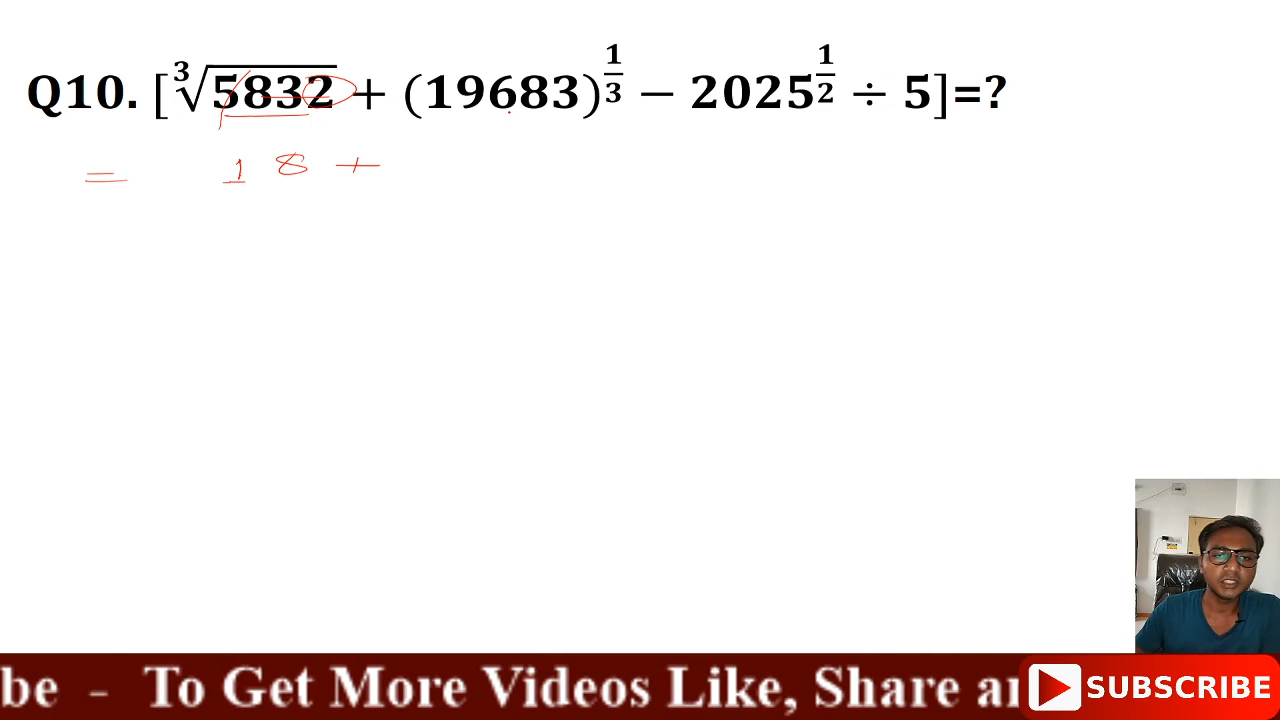 Q10. [∛5832 + (19683)^(1/3) − 2025^(1/2) ÷ 5]=?
= 18 +
be - To Get More Videos Like, Share a
SUBSCRIBE